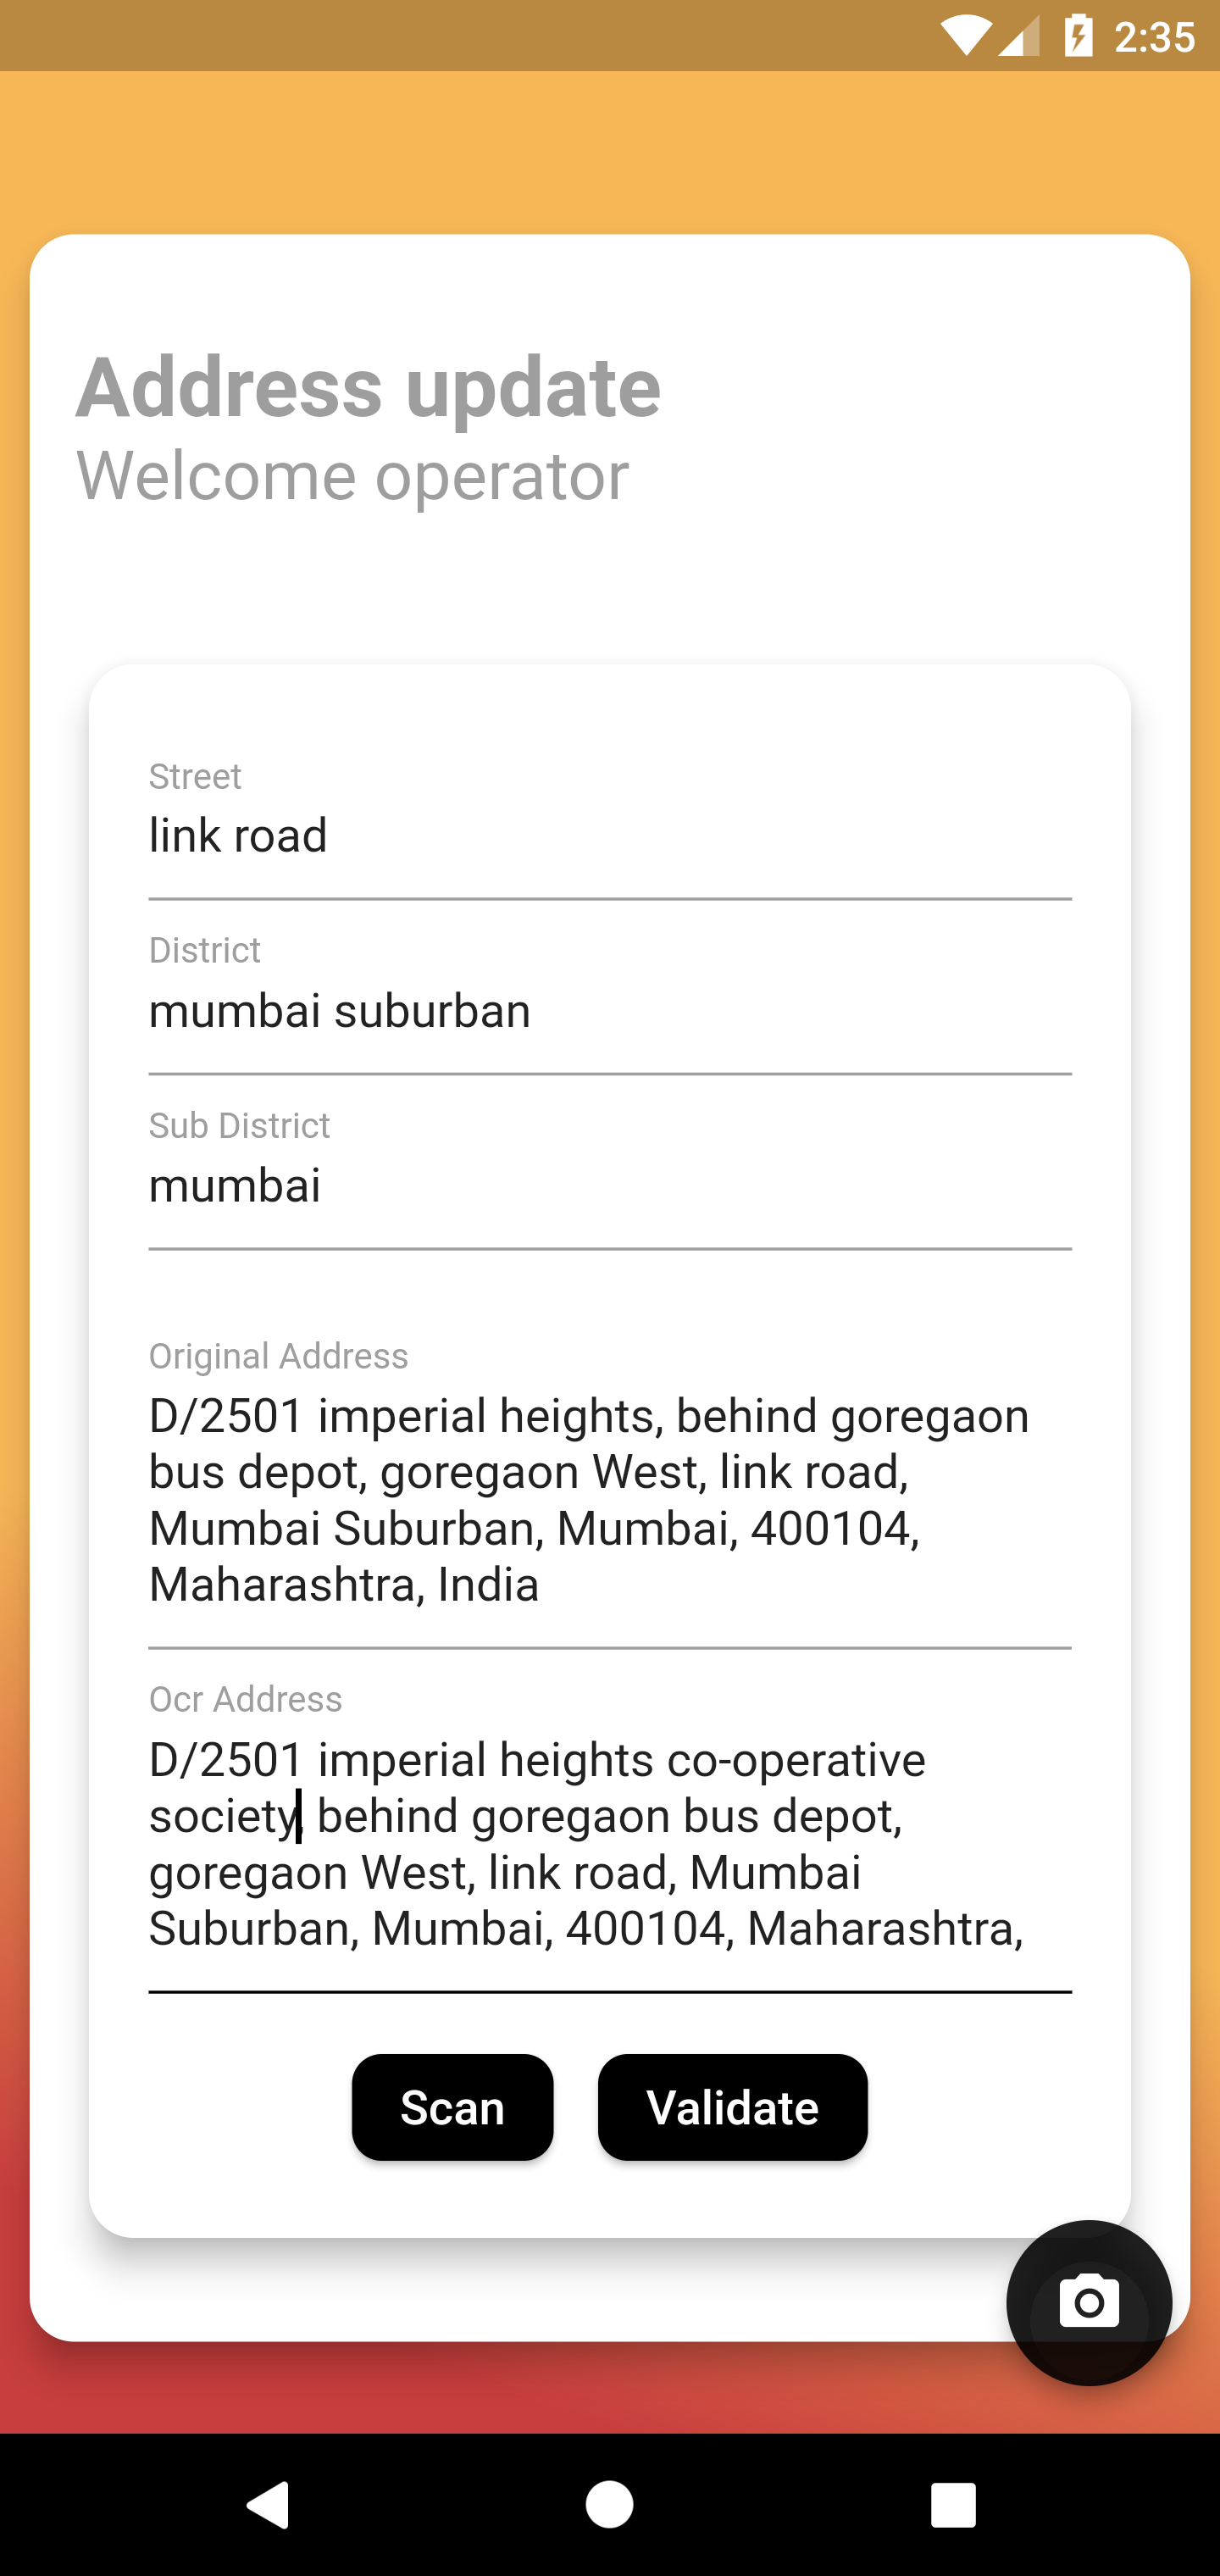 2:35
Address update
Welcome operator
Street
link road
District
mumbai suburban
Sub District
mumbai
Original Address
D/2501 imperial heights, behind goregaon
bus depot, goregaon West, link road,
Mumbai Suburban, Mumbai, 400104,
Maharashtra, India
Ocr Address
D/2501 imperial heights co-operative
society, behind goregaon bus depot,
goregaon West, link road, Mumbai
Suburban, Mumbai, 400104, Maharashtra,
Scan Validate